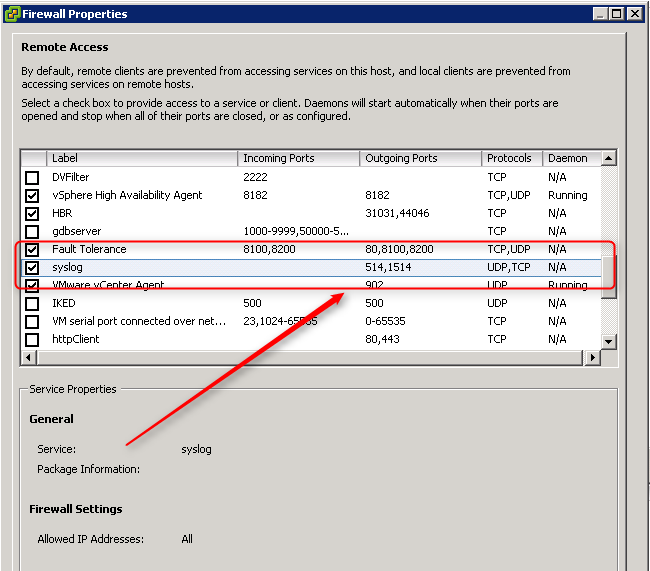 Firewall Properties
Remote Access
By default, remote clients are prevented from accessing services on this host, and local clients are prevented from
accessing services on remote hosts.
Select a check box to provide access to a service or client. Daemons will start automatically when their ports are
opened and stop when all of their ports are closed, or as configured.
Label Incoming Ports Outgoing Ports Protocols Daemon
DVFilter 2222 TCP N/A
vSphere High Availability Agent 8182 8182 TCP,UDP Running
HBR 31031,44046 TCP N/A
gdbserver 1000-9999,50000-5... TCP N/A
Fault Tolerance 8100,8200 80,8100,8200 TCP,UDP N/A
syslog 514,1514 UDP,TCP N/A
VMware vCenter Agent 902 UDP Running
IKED 500 500 UDP N/A
VM serial port connected over net... 23,1024-65535 0-65535 TCP N/A
httpClient 80,443 TCP N/A
Service Properties
General
Service: syslog
Package Information:
Firewall Settings
Allowed IP Addresses: All